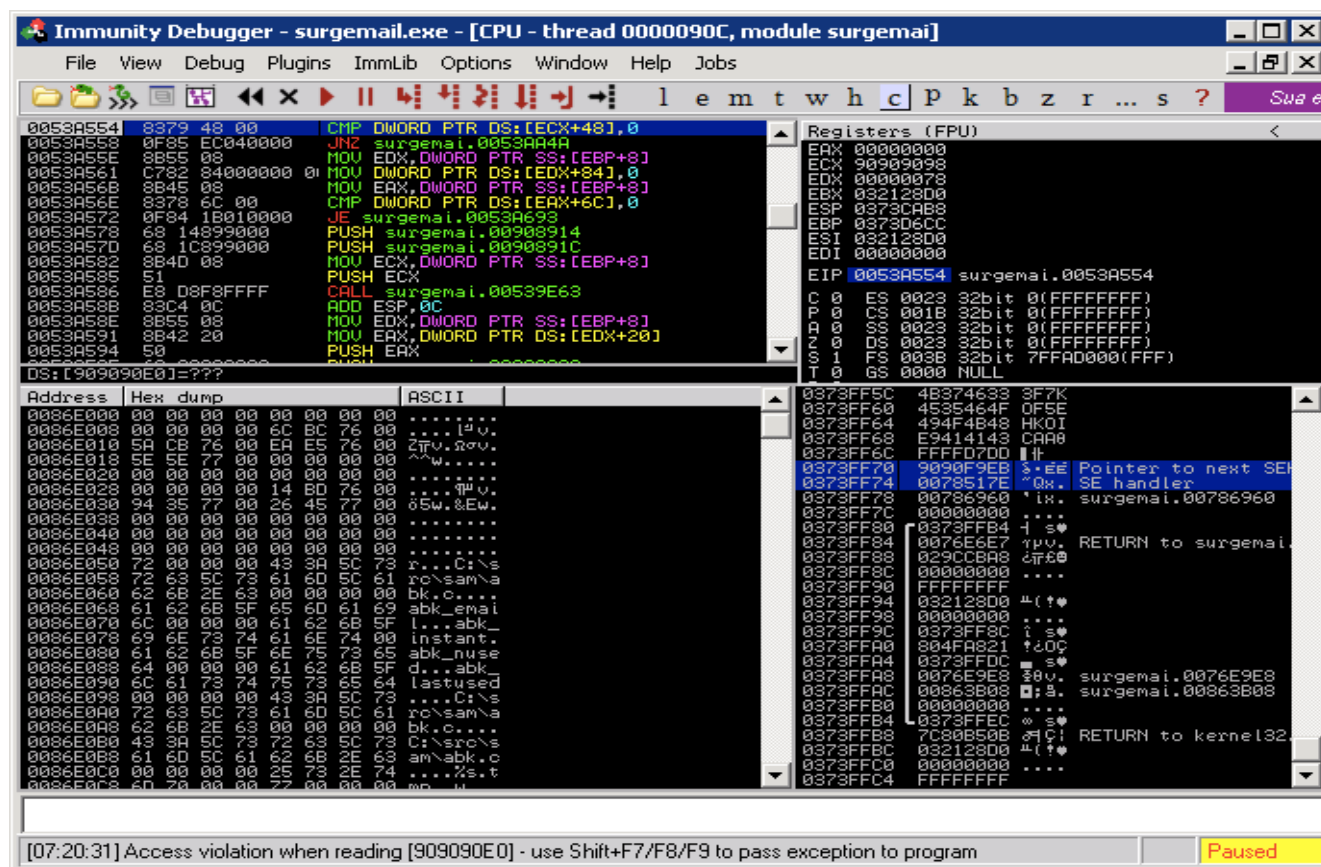 Immunity Debugger - surgemail.exe - [CPU - thread 0000090C, module surgemai]
File View Debug Plugins ImmLib Options Window Help Jobs
l e m t w h c P k b z r ... s ?
0053A554 8379 48 00 CMP DWORD PTR DS:[ECX+48],0
0053A558 0F85 EC040000 JNZ surgemai.0053AA4A
0053A55E 8B55 08 MOV EDX,DWORD PTR SS:[EBP+8]
0053A561 C782 84000000 0 MOV DWORD PTR DS:[EDX+84],0
0053A56B 8B45 08 MOV EAX,DWORD PTR SS:[EBP+8]
0053A56E 8378 6C 00 CMP DWORD PTR DS:[EAX+6C],0
0053A572 0F84 1B010000 JE surgemai.0053A693
0053A578 68 14899000 PUSH surgemai.00908914
0053A57D 68 1C899000 PUSH surgemai.0090891C
0053A582 8B4D 08 MOV ECX,DWORD PTR SS:[EBP+8]
0053A585 51 PUSH ECX
0053A586 E8 D8F8FFFF CALL surgemai.00539E63
0053A58B 83C4 0C ADD ESP,0C
0053A58E 8B55 08 MOV EDX,DWORD PTR SS:[EBP+8]
0053A591 8B42 20 MOV EAX,DWORD PTR DS:[EDX+20]
0053A594 50 PUSH EAX
DS:[909090E0]=???
Registers (FPU) <
EAX 00000000
ECX 90909098
EDX 00000078
EBX 032128D0
ESP 0373CAB8
EBP 0373D6CC
ESI 032128D0
EDI 00000000
EIP 0053A554 surgemai.0053A554
C 0 ES 0023 32bit 0(FFFFFFFF)
P 0 CS 001B 32bit 0(FFFFFFFF)
A 0 SS 0023 32bit 0(FFFFFFFF)
Z 0 DS 0023 32bit 0(FFFFFFFF)
S 1 FS 003B 32bit 7FFAD000(FFF)
T 0 GS 0000 NULL
Address Hex dump ASCII
0086E000 00 00 00 00 00 00 00 00 ........
0086E008 00 00 00 00 6C BC 76 00
0086E010 5A CB 76 00 EA E5 76 00
0086E018 5E 5E 77 00 00 00 00 00 ^^w.....
0086E020 00 00 00 00 00 00 00 00 ........
0086E028 00 00 00 00 14 BD 76 00
0086E030 94 35 77 00 26 45 77 00 ö5w.&Ew.
0086E038 00 00 00 00 00 00 00 00 ........
0086E040 00 00 00 00 00 00 00 00 ........
0086E048 00 00 00 00 00 00 00 00 ........
0086E050 72 00 00 00 43 3A 5C 73 r...C:\s
0086E058 72 63 5C 73 61 6D 5C 61 rc\sam\a
0086E060 62 6B 2E 63 00 00 00 00 bk.c....
0086E068 61 62 6B 5F 65 6D 61 69 abk_emai
0086E070 6C 00 00 00 61 62 6B 5F l...abk_
0086E078 69 6E 73 74 61 6E 74 00 instant.
0086E080 61 62 6B 5F 6E 75 73 65 abk_nuse
0086E088 64 00 00 00 61 62 6B 5F d...abk_
0086E090 6C 61 73 74 75 73 65 64 lastused
0086E098 00 00 00 00 43 3A 5C 73 ....C:\s
0086E0A0 72 63 5C 73 61 6D 5C 61 rc\sam\a
0086E0A8 62 6B 2E 63 00 00 00 00 bk.c....
0086E0B0 43 3A 5C 73 72 63 5C 73 C:\src\s
0086E0B8 61 6D 5C 61 62 6B 2E 63 am\abk.c
0086E0C0 00 00 00 00 25 73 2E 74 ....%s.t
0086E0C8 6D 70 00 00 77 00 00 00 mp..w...
0373FF5C 4B374633 3F7K
0373FF60 4535464F OF5E
0373FF64 494F4B48 HKOI
0373FF68 E9414143 CAAθ
0373FF6C FFFFD7DD
0373FF70 9090F9EB Pointer to next SEH
0373FF74 0078517E ~Qx. SE handler
0373FF78 00786960 `ix. surgemai.00786960
0373FF7C 00000000 ....
0373FF80 0373FFB4
0373FF84 0076E6E7 RETURN to surgemai.
0373FF88 029CCBA8
0373FF8C 00000000 ....
0373FF90 FFFFFFFF
0373FF94 032128D0
0373FF98 00000000 ....
0373FF9C 0373FF8C
0373FFA0 804FA821
0373FFA4 0373FFDC
0373FFA8 0076E9E8 surgemai.0076E9E8
0373FFAC 00863B08 surgemai.00863B08
0373FFB0 00000000 ....
0373FFB4 0373FFEC
0373FFB8 7C80B50B RETURN to kernel32.
0373FFBC 032128D0
0373FFC0 00000000 ....
0373FFC4 FFFFFFFF
[07:20:31] Access violation when reading [909090E0] - use Shift+F7/F8/F9 to pass exception to program
Paused